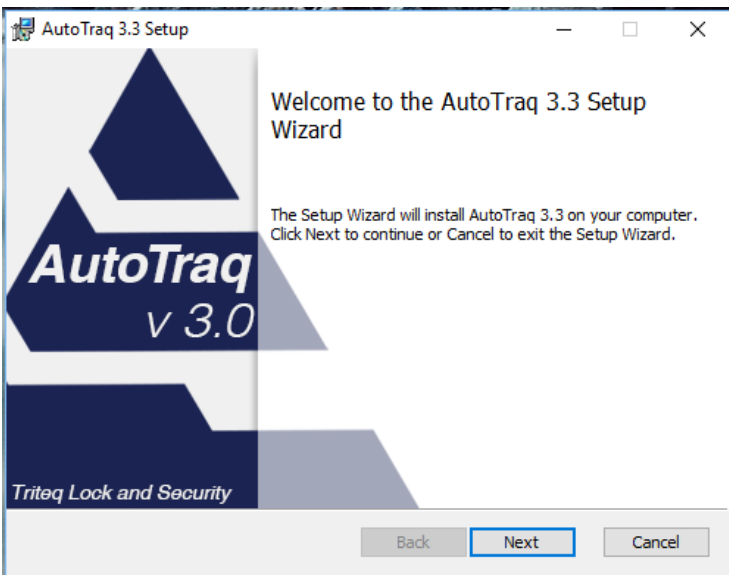 AutoTraq 3.3 Setup
Welcome to the AutoTraq 3.3 Setup
Wizard
The Setup Wizard will install AutoTraq 3.3 on your computer.
Click Next to continue or Cancel to exit the Setup Wizard.
AutoTraq
v 3.0
Triteq Lock and Security
Back
Next
Cancel